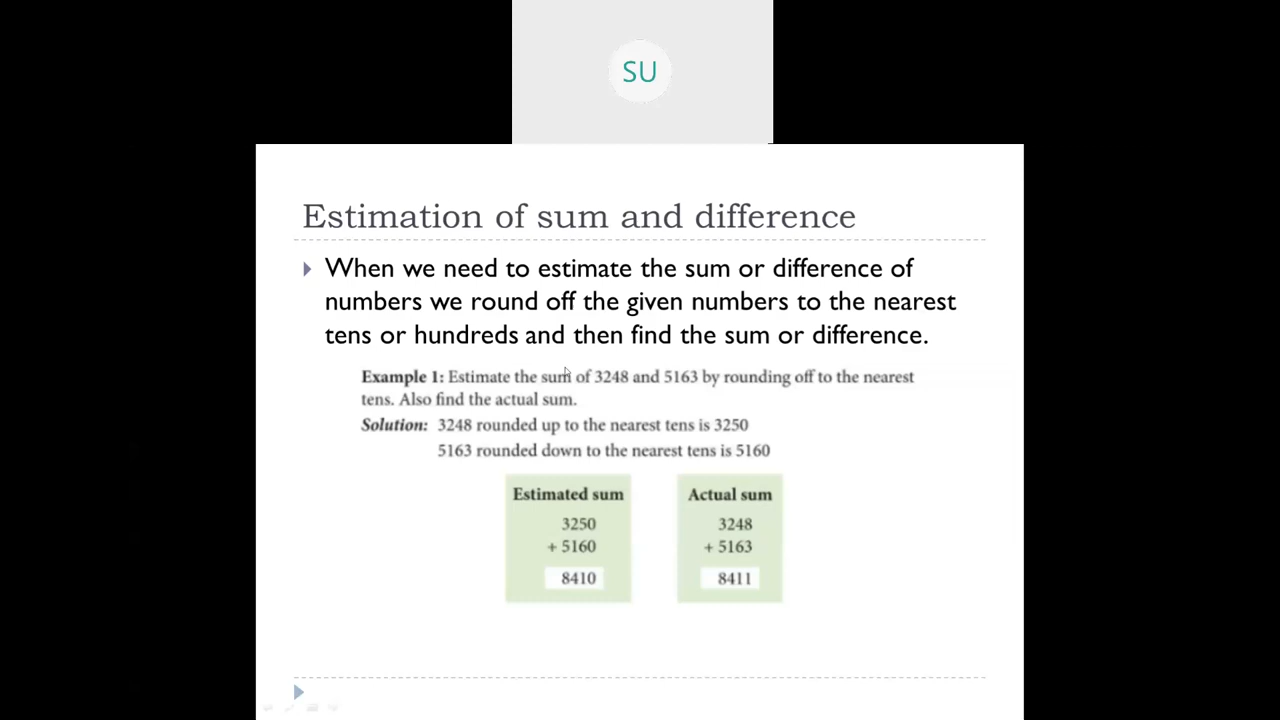 SU
Estimation of sum and difference
When we need to estimate the sum or difference of
numbers we round off the given numbers to the nearest
tens or hundreds and then find the sum or difference.
Example 1: Estimate the sum of 3248 and 5163 by rounding off to the nearest
tens. Also find the actual sum.
Solution: 3248 rounded up to the nearest tens is 3250
5163 rounded down to the nearest tens is 5160
Estimated sum
3250
+ 5160
8410
Actual sum
3248
+ 5163
8411